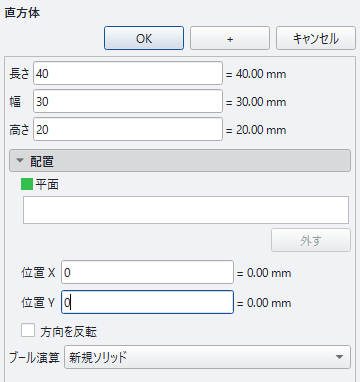 直方体
OK + キャンセル
長さ 40 = 40.00 mm
幅 30 = 30.00 mm
高さ 20 = 20.00 mm
配置
平面
外す
位置 X 0 = 0.00 mm
位置 Y 0 = 0.00 mm
方向を反転
ブール演算 新規ソリッド